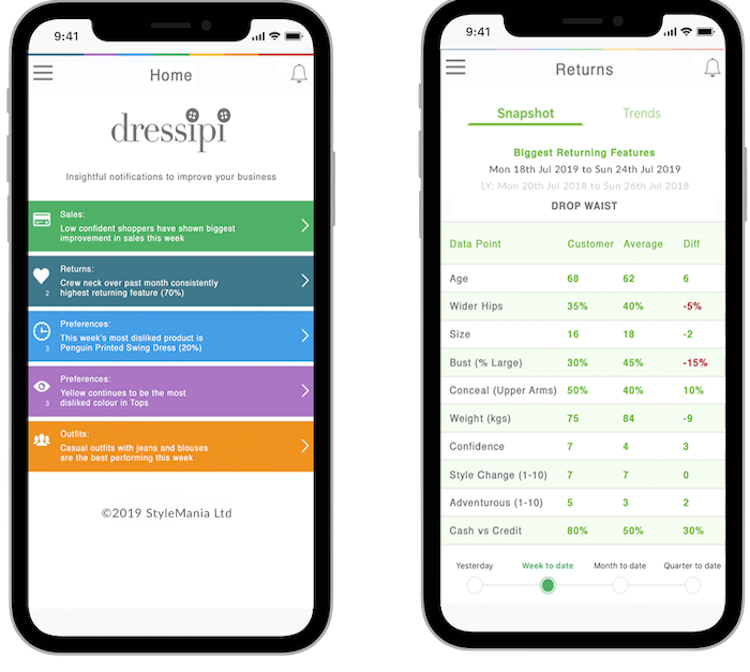 9:41
Home
dressipi
Insightful notifications to improve your business
Sales:
Low confident shoppers have shown biggest
improvement in sales this week
Returns:
Crew neck over past month consistently
highest returning feature (70%)
2
Preferences:
This week's most disliked product is
Penguin Printed Swing Dress (20%)
3
Preferences:
Yellow continues to be the most
disliked colour in Tops
3
Outfits:
Casual outfits with jeans and blouses
are the best performing this week
©2019 StyleMania Ltd
9:41
Returns
Snapshot Trends
Biggest Returning Features
Mon 18th Jul 2019 to Sun 24th Jul 2019
LY: Mon 20th Jul 2018 to Sun 26th Jul 2018
DROP WAIST
Data Point Customer Average Diff
Age 68 62 6
Wider Hips 35% 40% -5%
Size 16 18 -2
Bust (% Large) 30% 45% -15%
Conceal (Upper Arms) 50% 40% 10%
Weight (kgs) 75 84 -9
Confidence 7 4 3
Style Change (1-10) 7 7 0
Adventurous (1-10) 5 3 2
Cash vs Credit 80% 50% 30%
Yesterday Week to date Month to date Quarter to date